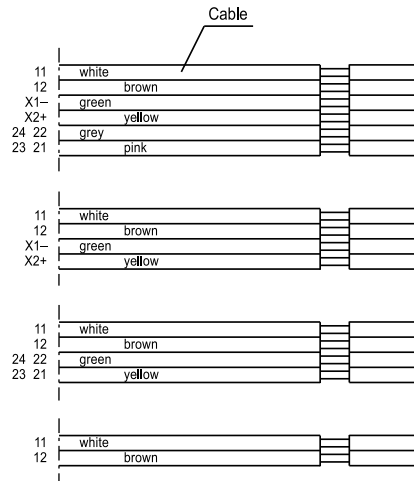 Cable
11 white
12 brown
X1– green
X2+ yellow
24 22 grey
23 21 pink
11 white
12 brown
X1– green
X2+ yellow
11 white
12 brown
24 22 green
23 21 yellow
11 white
12 brown